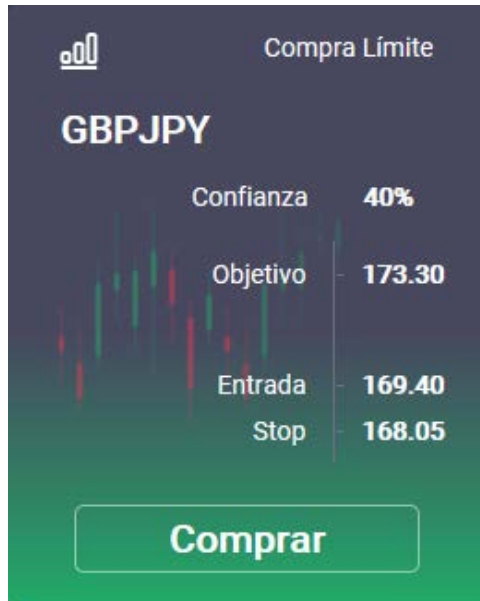 Compra Límite
GBPJPY
Confianza 40%
Objetivo 173.30
Entrada 169.40
Stop 168.05
Comprar